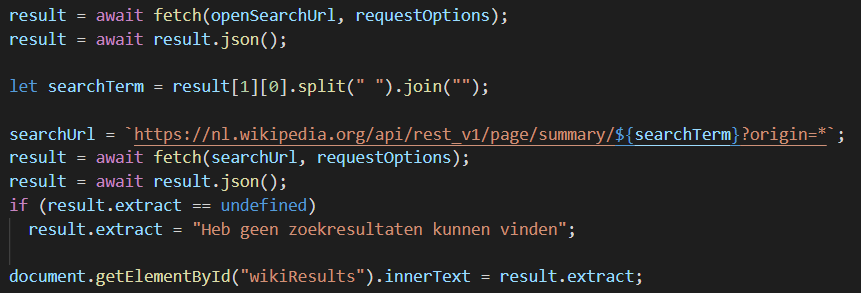 result = await fetch(openSearchUrl, requestOptions);
result = await result.json();
let searchTerm = result[1][0].split(" ").join("");
searchUrl = `https://nl.wikipedia.org/api/rest_v1/page/summary/${searchTerm}?origin=*`;
result = await fetch(searchUrl, requestOptions);
result = await result.json();
if (result.extract == undefined)
  result.extract = "Heb geen zoekresultaten kunnen vinden";
document.getElementById("wikiResults").innerText = result.extract;